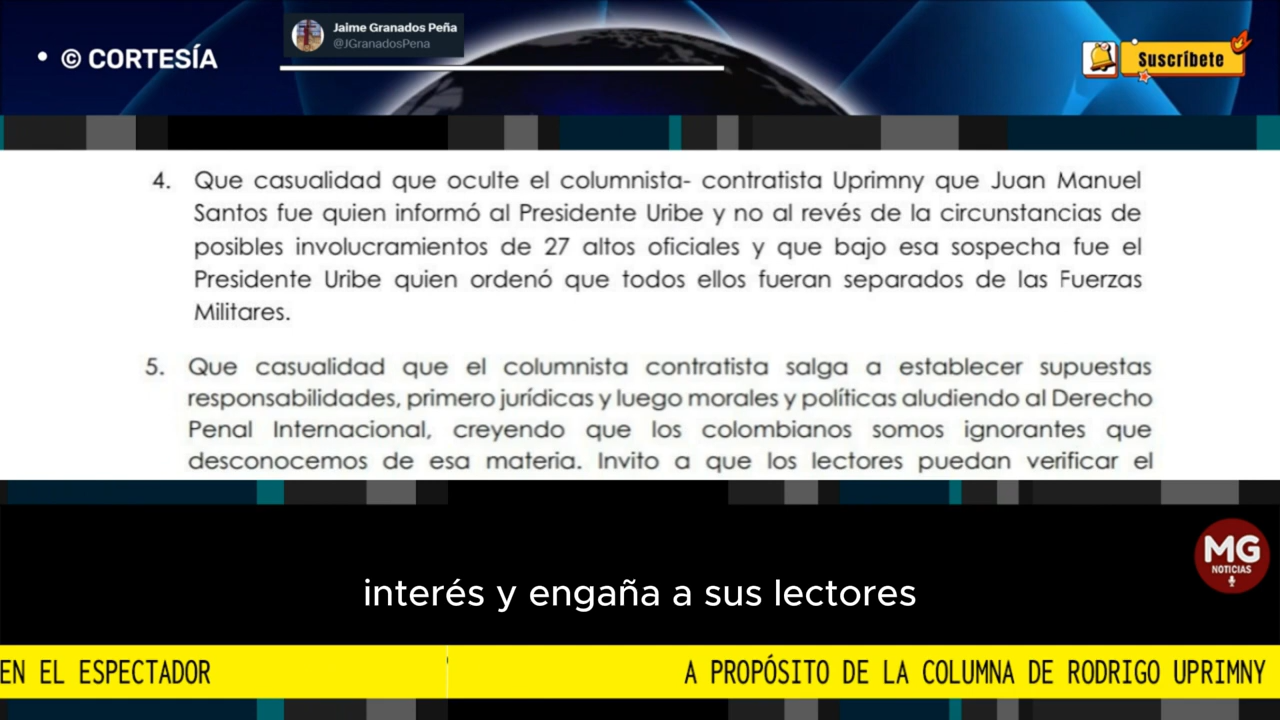 • © CORTESÍA
Jaime Granados Peña
@JGranadosPena
Suscríbete
4. Que casualidad que oculte el columnista- contratista Uprimny que Juan Manuel
Santos fue quien informó al Presidente Uribe y no al revés de la circunstancias de
posibles involucramientos de 27 altos oficiales y que bajo esa sospecha fue el
Presidente Uribe quien ordenó que todos ellos fueran separados de las Fuerzas
Militares.
5. Que casualidad que el columnista contratista salga a establecer supuestas
responsabilidades, primero jurídicas y luego morales y políticas aludiendo al Derecho
Penal Internacional, creyendo que los colombianos somos ignorantes que
desconocemos de esa materia. Invito a que los lectores puedan verificar el
MG
NOTICIAS
interés y engaña a sus lectores
EN EL ESPECTADOR
A PROPÓSITO DE LA COLUMNA DE RODRIGO UPRIMNY